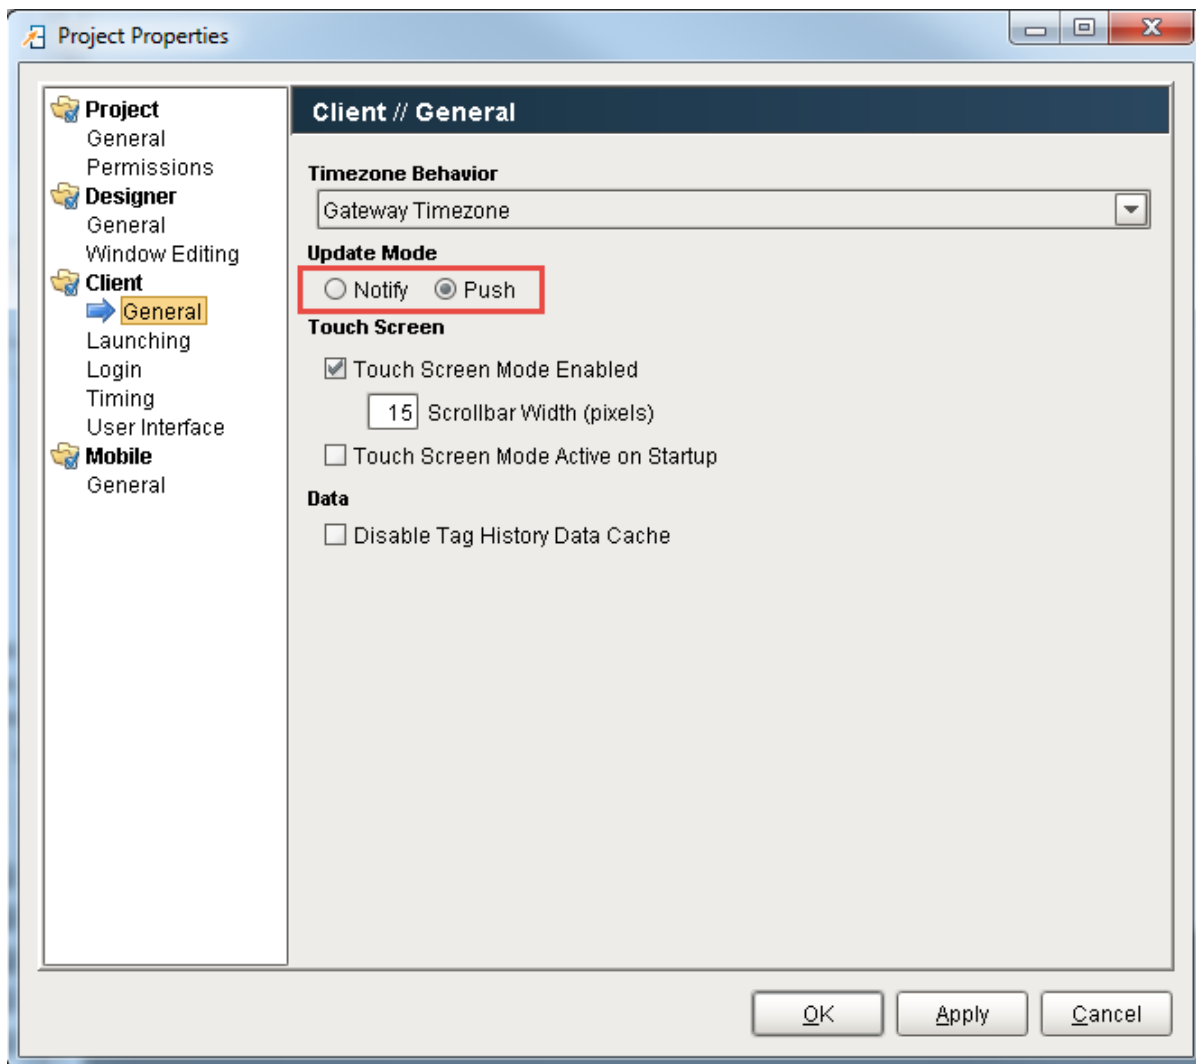 Project Properties
Project
General
Permissions
Designer
General
Window Editing
Client
General
Launching
Login
Timing
User Interface
Mobile
General
Client // General
Timezone Behavior
Gateway Timezone
Update Mode
Notify Push
Touch Screen
Touch Screen Mode Enabled
15 Scrollbar Width (pixels)
Touch Screen Mode Active on Startup
Data
Disable Tag History Data Cache
OK Apply Cancel